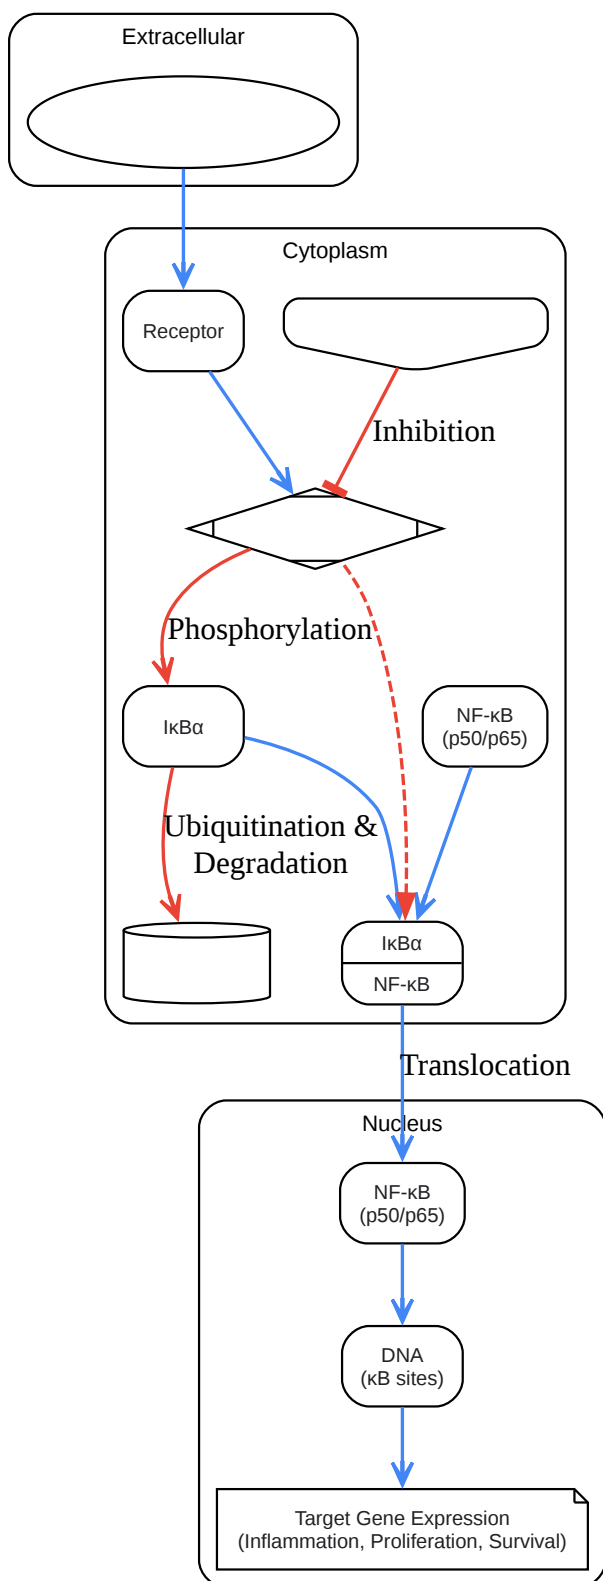 Extracellular
Cytoplasm
Receptor
Inhibition
Phosphorylation
IκBα
NF-κB
(p50/p65)
Ubiquitination &
Degradation
IκBα
NF-κB
Translocation
Nucleus
NF-κB
(p50/p65)
DNA
(κB sites)
Target Gene Expression
(Inflammation, Proliferation, Survival)